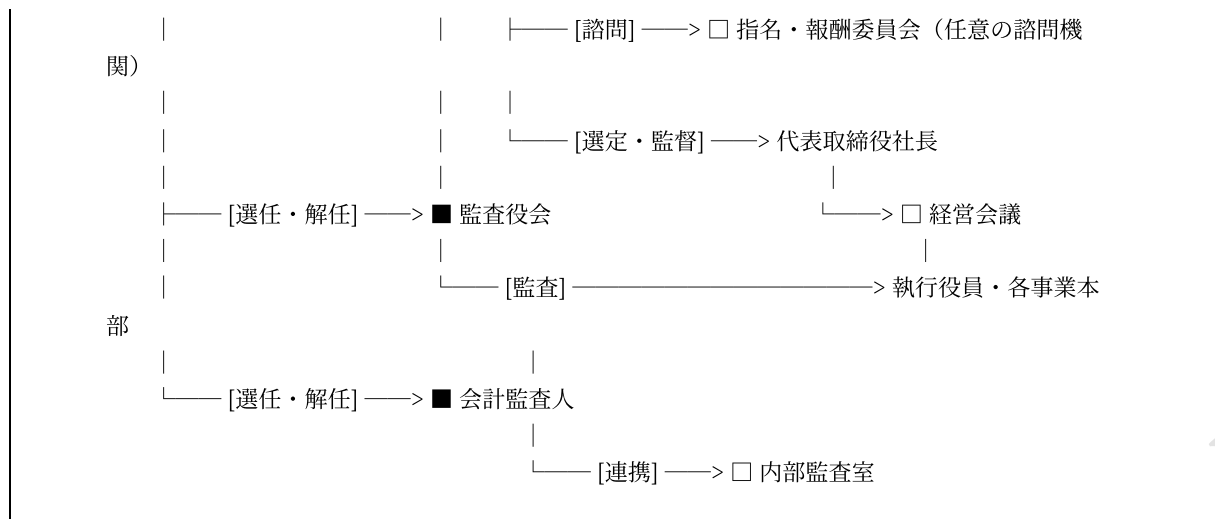 │ │ ├── [諮問] ──> □ 指名・報酬委員会（任意の諮問機
関）
│ │ │
│ │ └── [選定・監督] ──> 代表取締役社長
│ │ │
├── [選任・解任] ──> ■ 監査役会 └──> □ 経営会議
│ │ │
│ └── [監査] ─────────────> 執行役員・各事業本
部
│ │
└── [選任・解任] ──> ■ 会計監査人
│
└── [連携] ──> □ 内部監査室